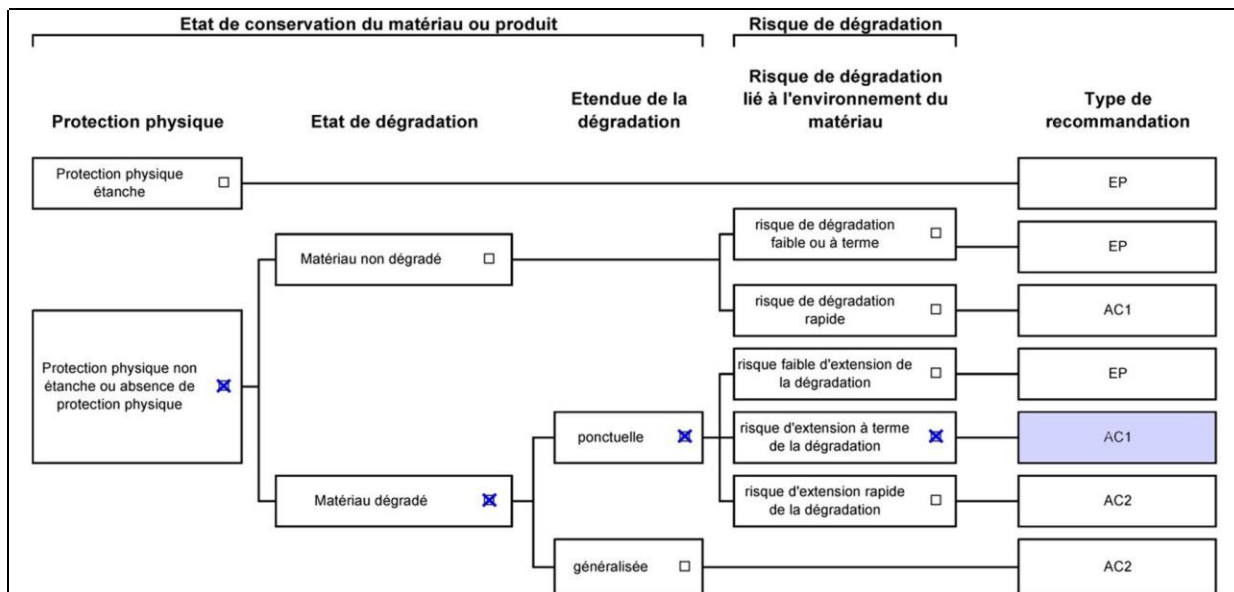 Etat de conservation du matériau ou produit
Risque de dégradation
Protection physique
Etat de dégradation
Etendue de la
dégradation
Risque de dégradation
lié à l'environnement du
matériau
Type de
recommandation
Protection physique
étanche
EP
Matériau non dégradé
risque de dégradation
faible ou à terme
EP
risque de dégradation
rapide
AC1
Protection physique non
étanche ou absence de
protection physique
risque faible d'extension de
la dégradation
EP
ponctuelle
risque d'extension à terme
de la dégradation
AC1
Matériau dégradé
risque d'extension rapide
de la dégradation
AC2
généralisée
AC2